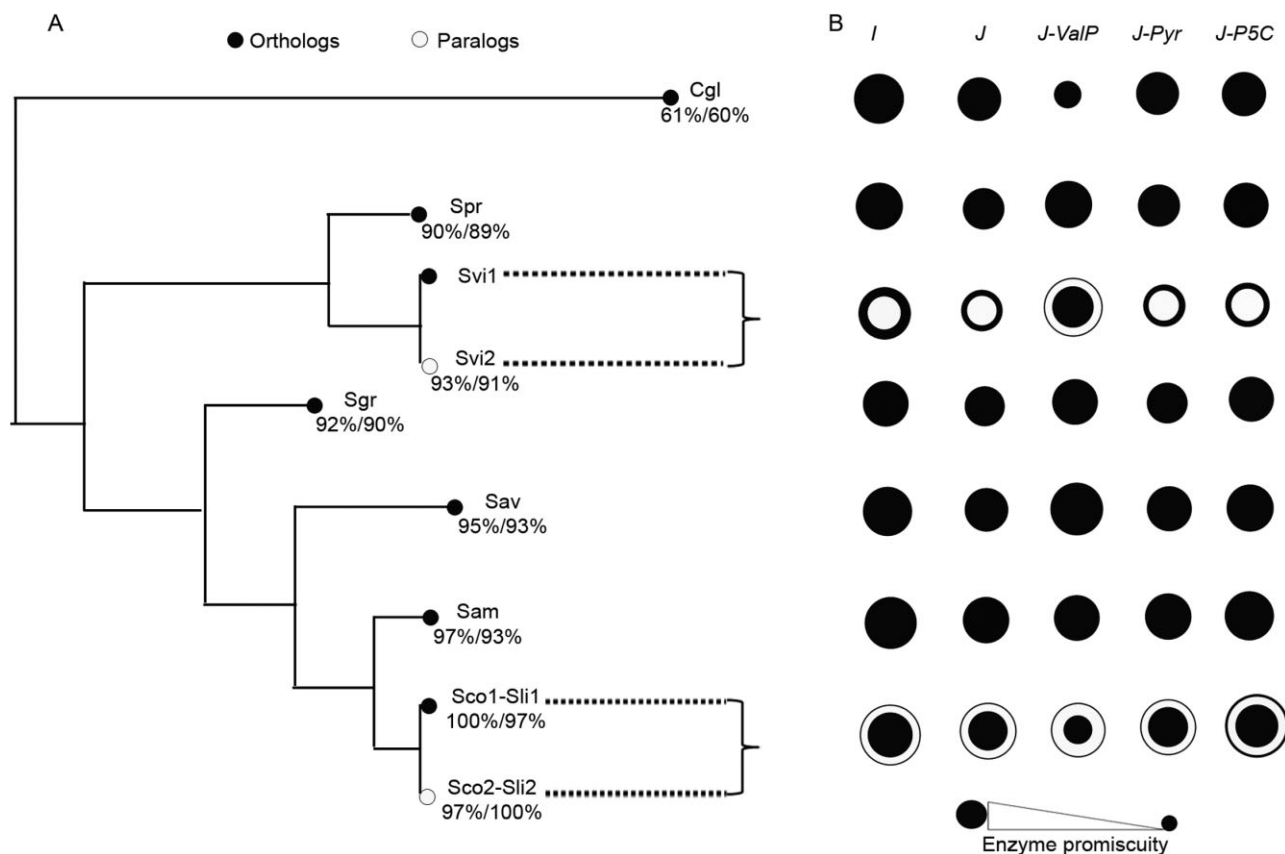 A
B
Orthologs
Paralogs
I
J
J-ValP
J-Pyr
J-P5C
Cgl
61%/60%
Spr
90%/89%
Svi1
Svi2
93%/91%
Sgr
92%/90%
Sav
95%/93%
Sam
97%/93%
Sco1-Sli1
100%/97%
Sco2-Sli2
97%/100%
Enzyme promiscuity